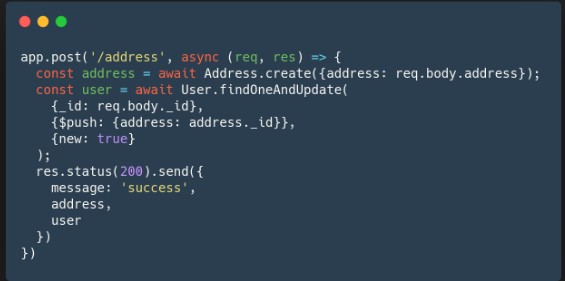 app.post('/address', async (req, res) => {
  const address = await Address.create({address: req.body.address});
  const user = await User.findOneAndUpdate(
    {_id: req.body._id},
    {$push: {address: address._id}},
    {new: true}
  );
  res.status(200).send({
    message: 'success',
    address,
    user
  })
})